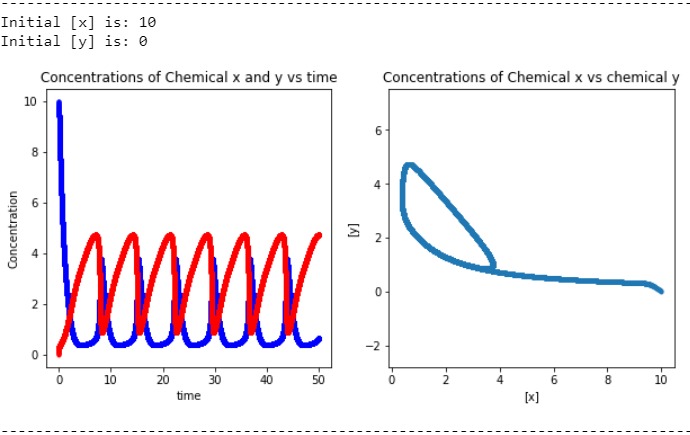 Initial [x] is: 10
Initial [y] is: 0
Concentrations of Chemical x and y vs time
Concentrations of Chemical x vs chemical y
10
8
6
4
2
0
Concentration
0
10
20
30
40
50
time
6
4
2
0
−2
[y]
0
2
4
6
8
10
[x]